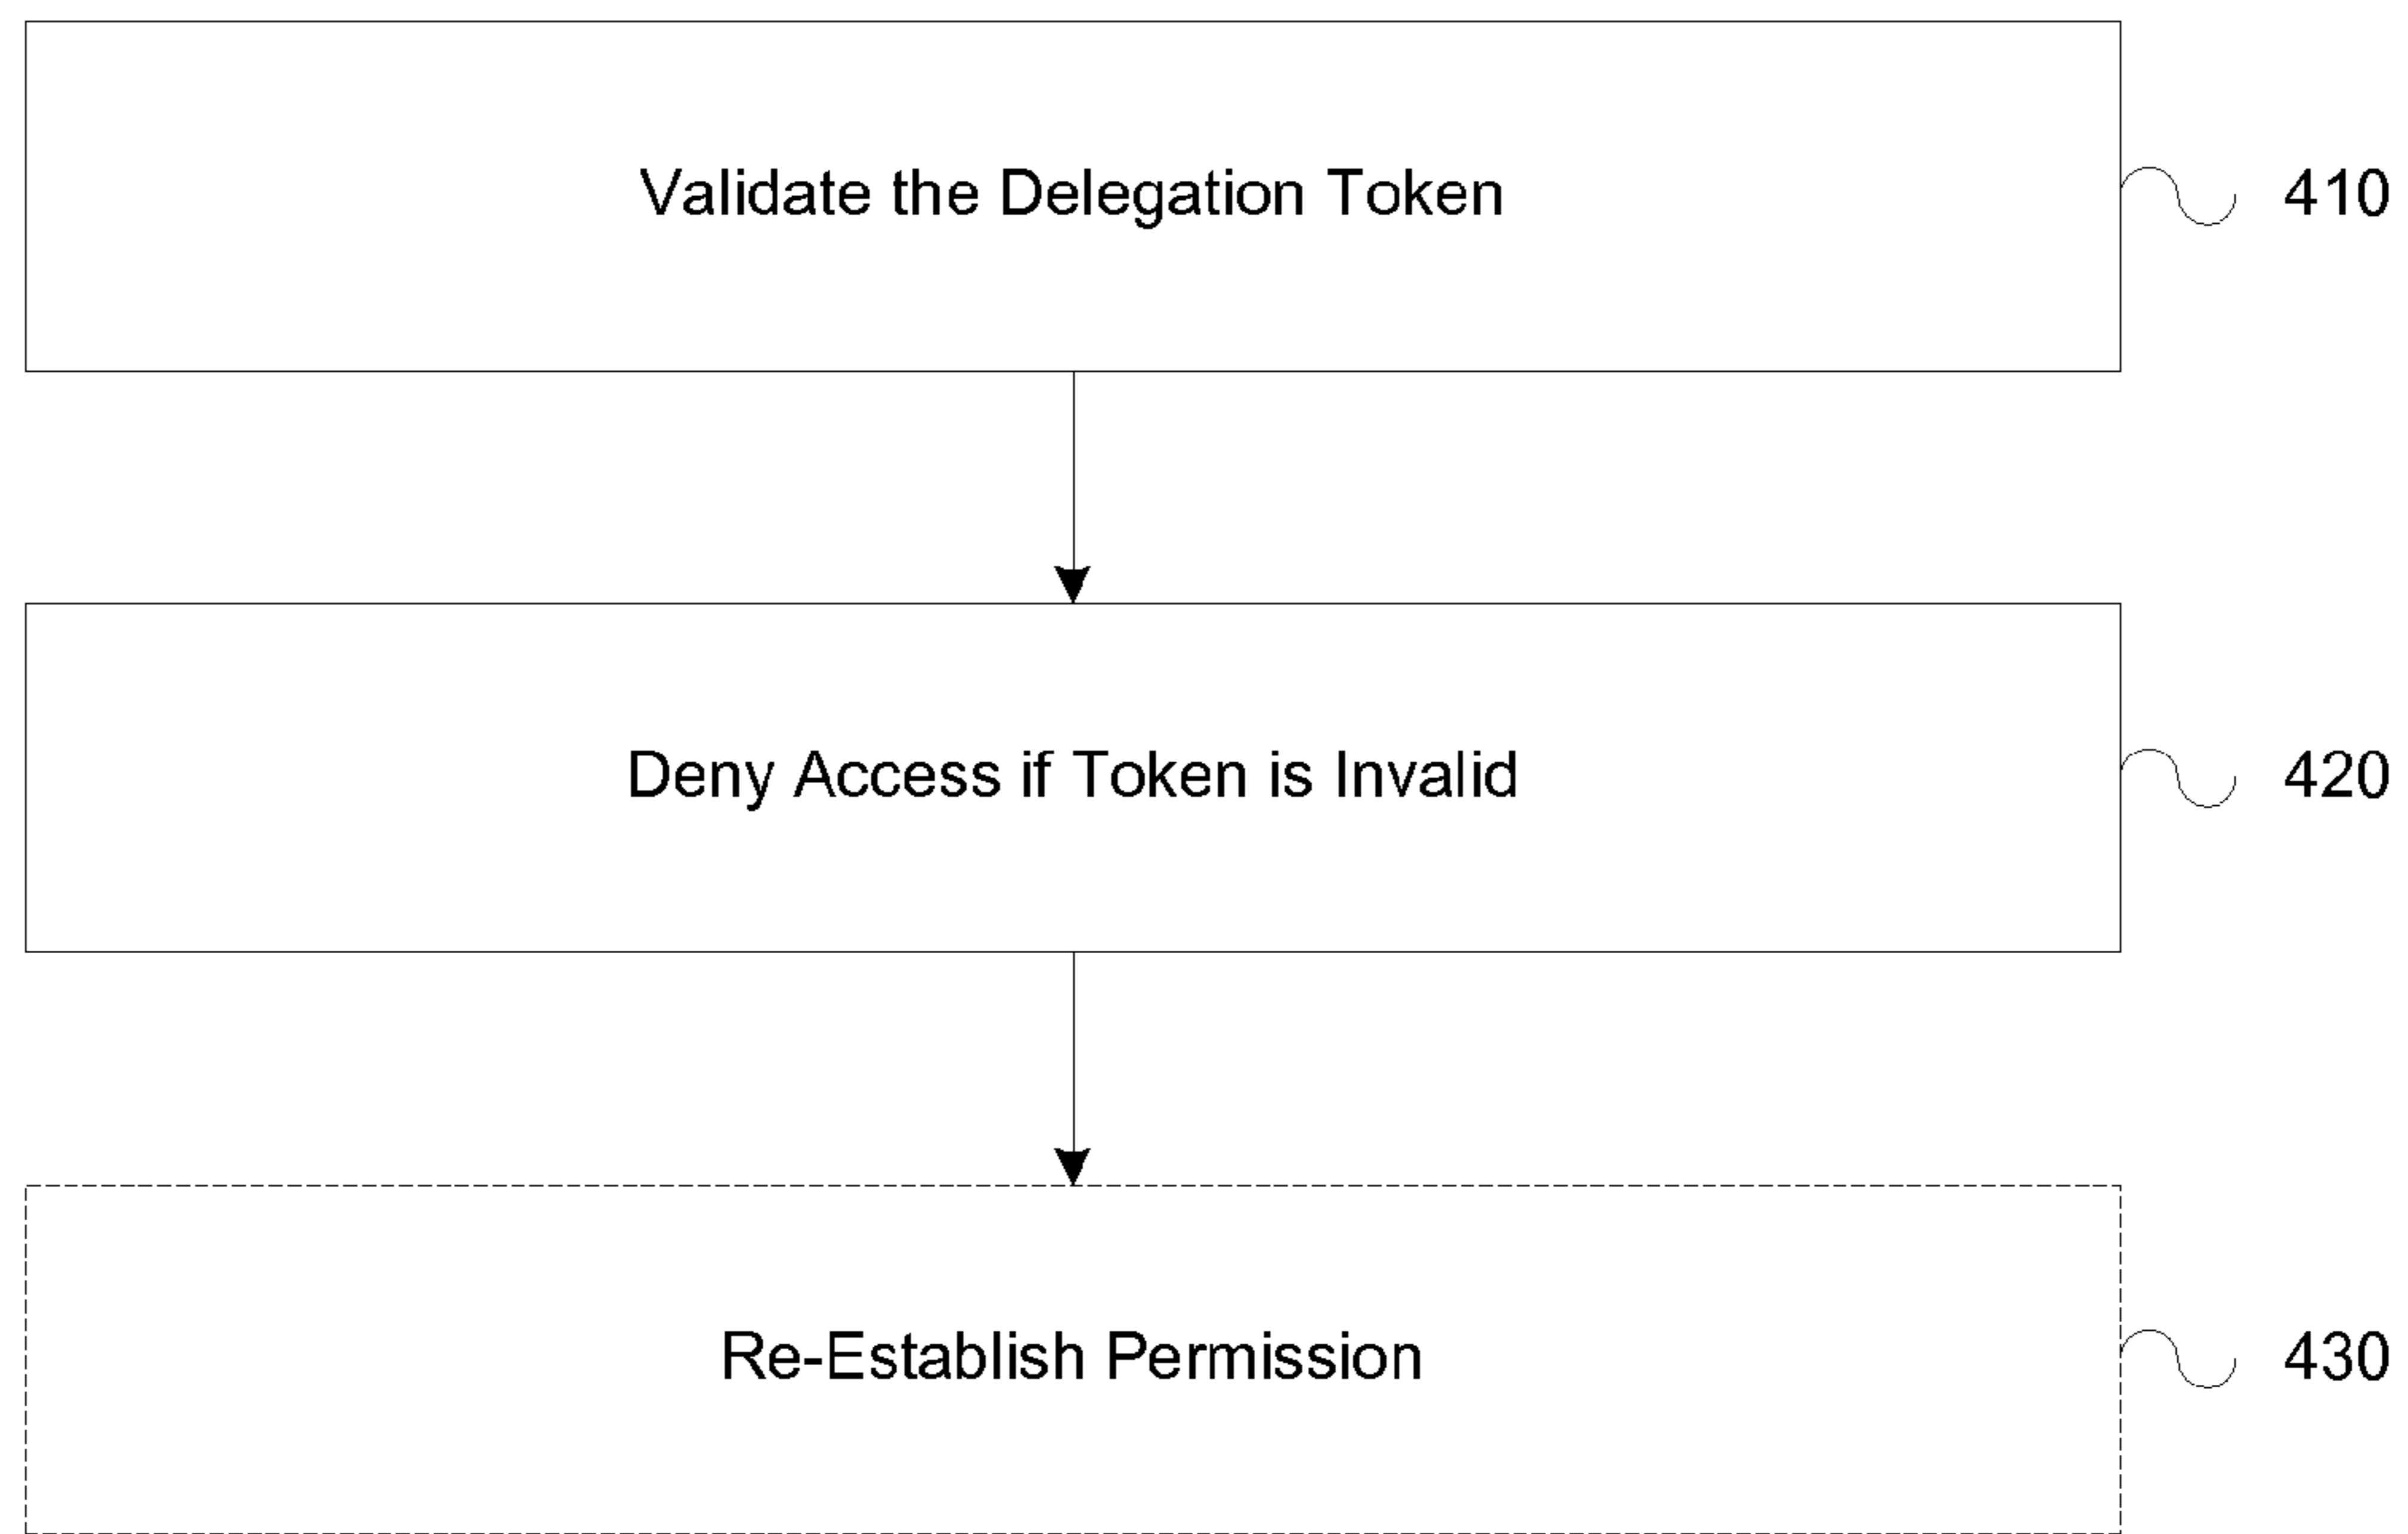 Validate the Delegation Token 410
Deny Access if Token is Invalid 420
Re-Establish Permission 430